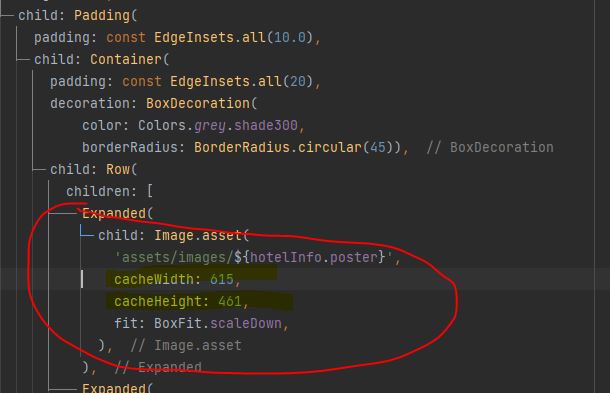 child: Padding(
padding: const EdgeInsets.all(10.0),
child: Container(
padding: const EdgeInsets.all(20),
decoration: BoxDecoration(
color: Colors.grey.shade300,
borderRadius: BorderRadius.circular(45)), // BoxDecoration
child: Row(
children: [
Expanded(
child: Image.asset(
'assets/images/${hotelInfo.poster}',
cacheWidth: 615,
cacheHeight: 461,
fit: BoxFit.scaleDown,
), // Image.asset
), // Expanded
Expanded(